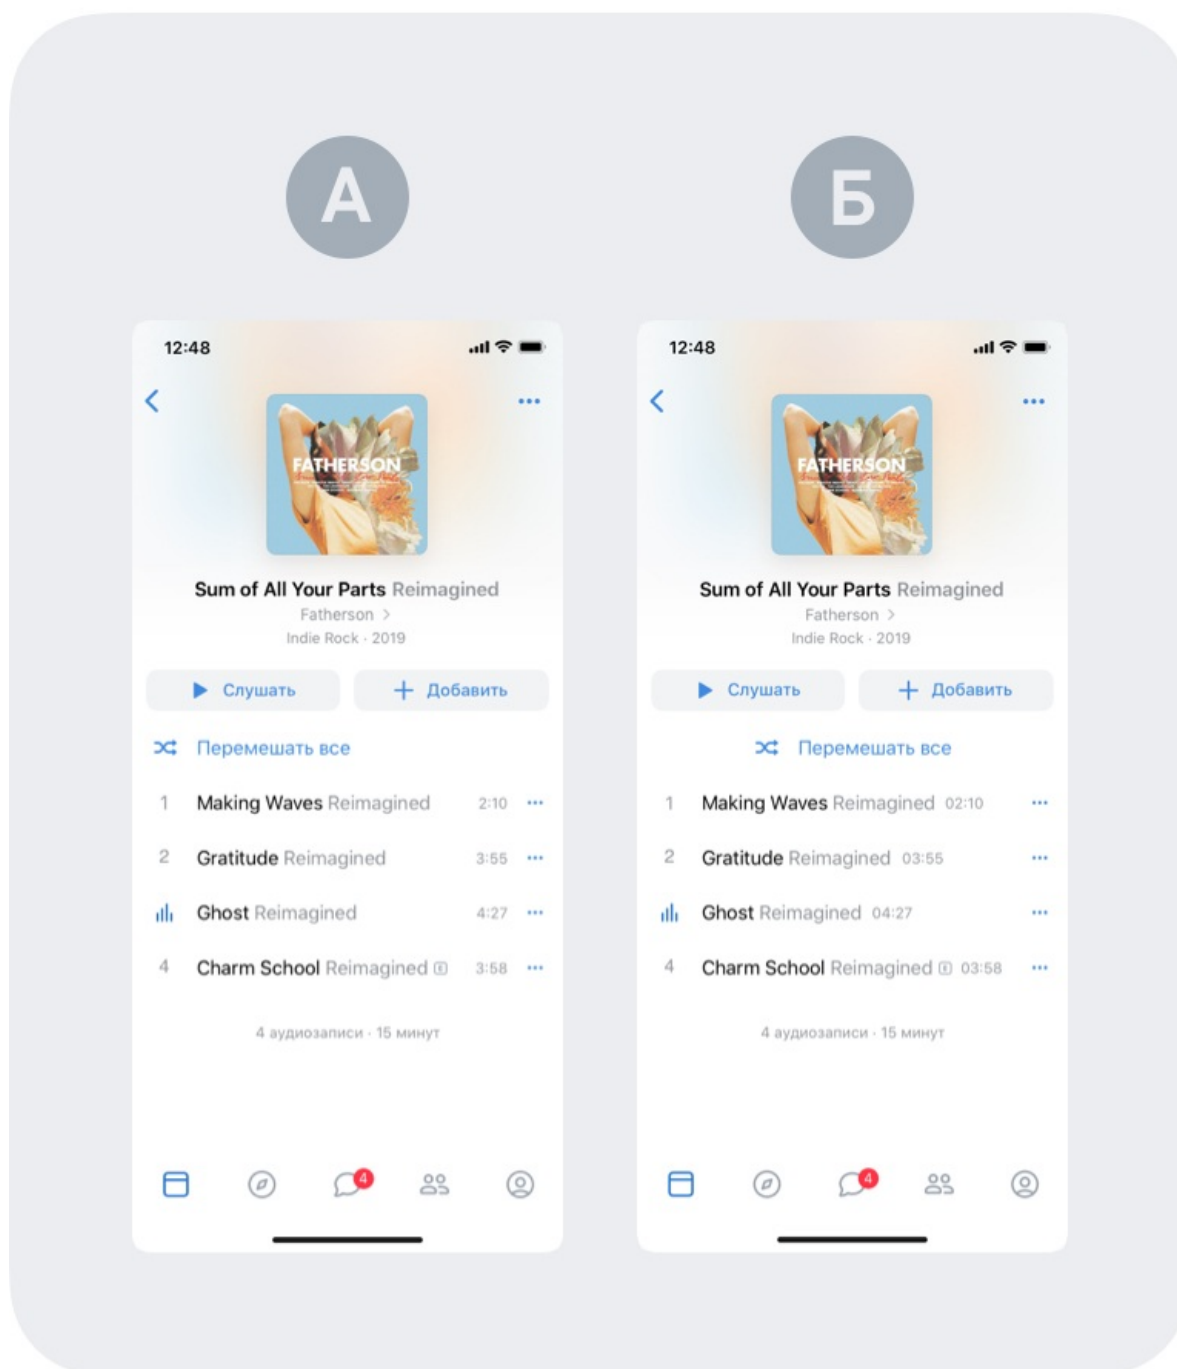 А
Б
12:48
FATHERSON
Sum of All Your Parts Reimagined
Fatherson >
Indie Rock · 2019
Слушать
Добавить
Перемешать все
1 Making Waves Reimagined 2:10
2 Gratitude Reimagined 3:55
Ghost Reimagined 4:27
4 Charm School Reimagined E 3:58
4 аудиозаписи · 15 минут
4
12:48
FATHERSON
Sum of All Your Parts Reimagined
Fatherson >
Indie Rock · 2019
Слушать
Добавить
Перемешать все
1 Making Waves Reimagined 02:10
2 Gratitude Reimagined 03:55
Ghost Reimagined 04:27
4 Charm School Reimagined E 03:58
4 аудиозаписи · 15 минут
4